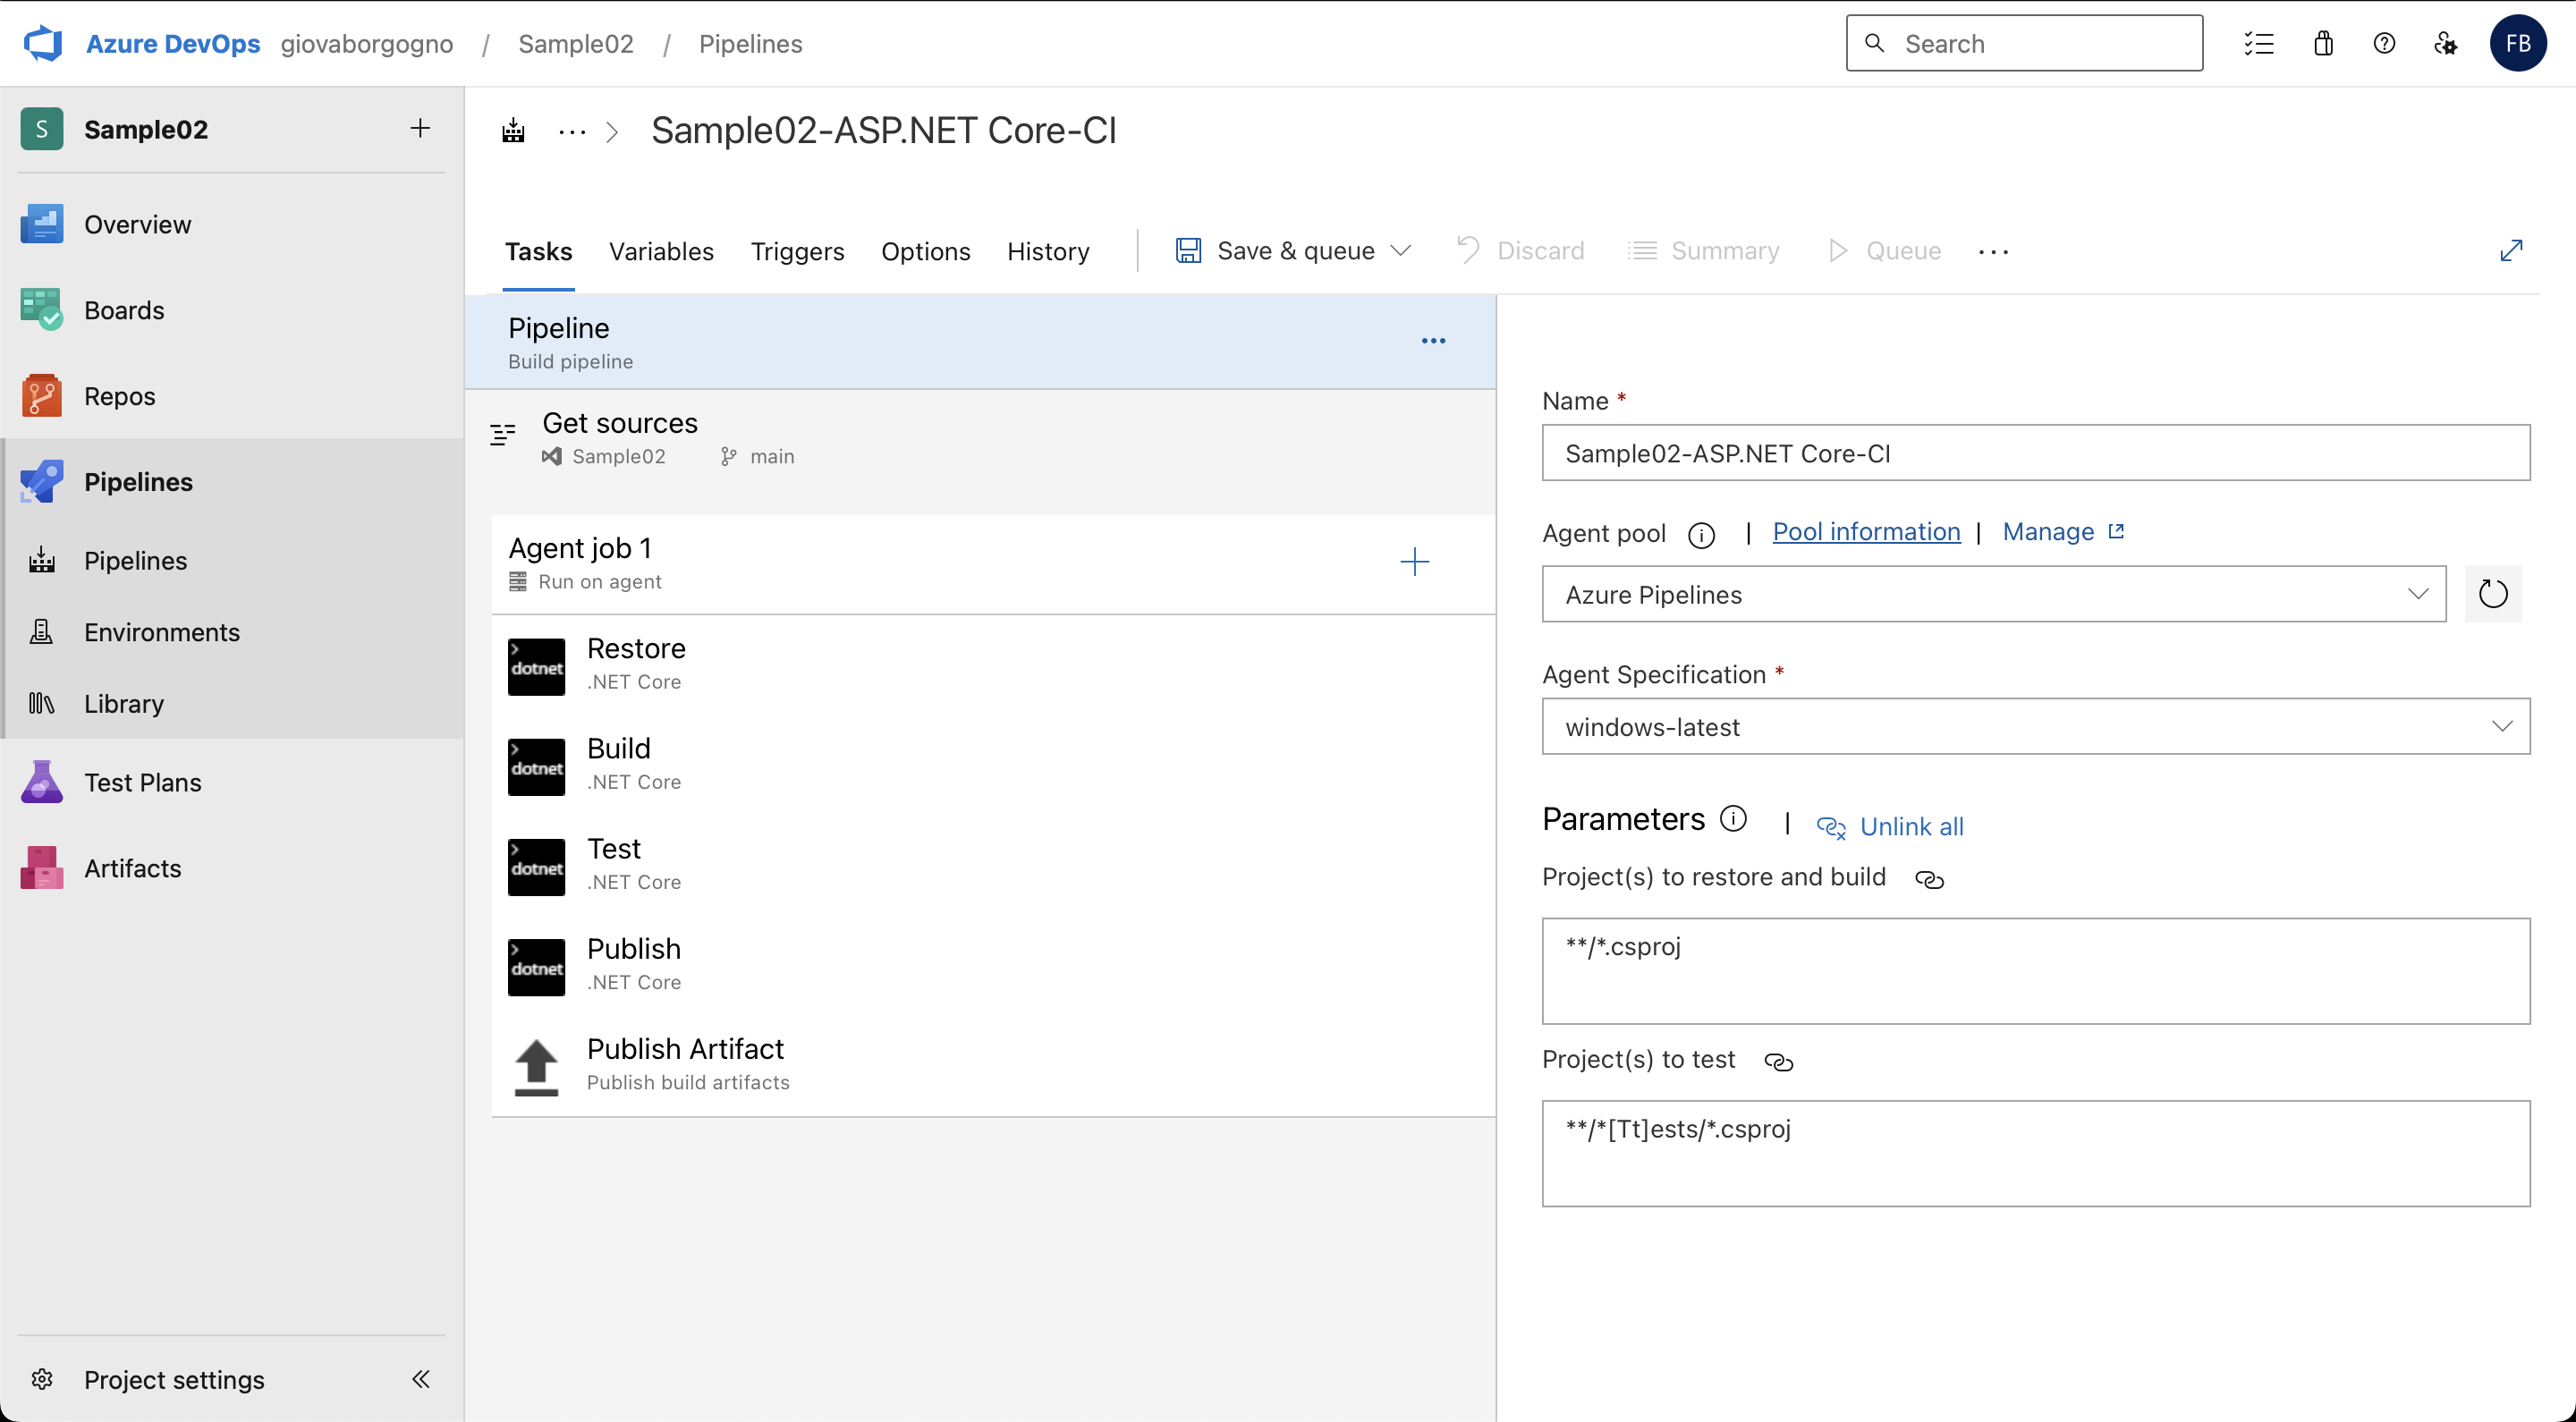 Azure DevOps giovaborgogno / Sample02 / Pipelines
Search
FB
S Sample02
Overview
Boards
Repos
Pipelines
Pipelines
Environments
Library
Test Plans
Artifacts
Project settings
... > Sample02-ASP.NET Core-CI
Tasks Variables Triggers Options History Save & queue Discard Summary Queue ...
Pipeline
Build pipeline
Get sources
Sample02 main
Agent job 1
Run on agent
> dotnet
Restore
.NET Core
> dotnet
Build
.NET Core
> dotnet
Test
.NET Core
> dotnet
Publish
.NET Core
Publish Artifact
Publish build artifacts
Name *
Sample02-ASP.NET Core-CI
Agent pool | Pool information | Manage
Azure Pipelines
Agent Specification *
windows-latest
Parameters | Unlink all
Project(s) to restore and build
**/*.csproj
Project(s) to test
**/*[Tt]ests/*.csproj